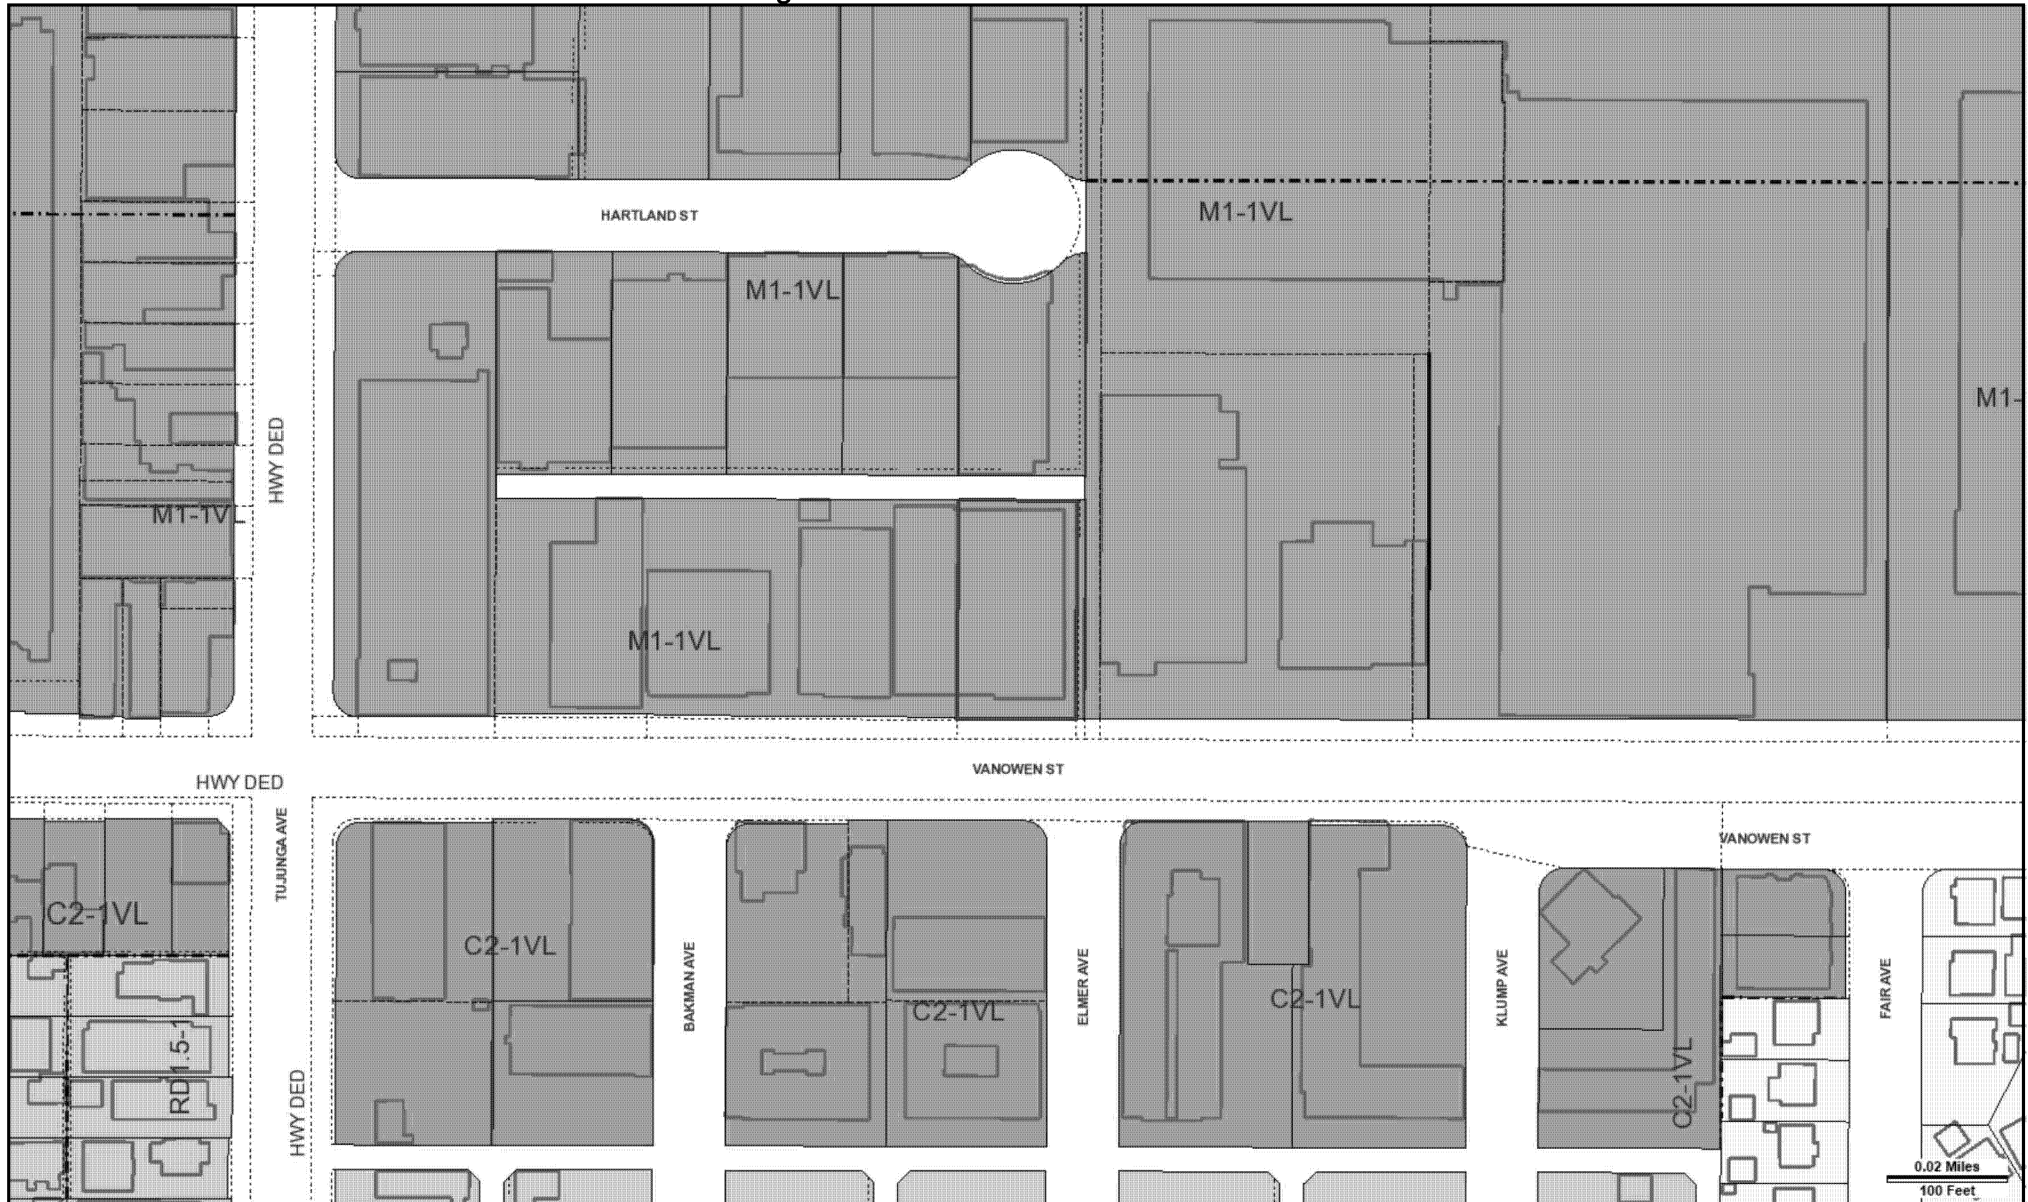 HARTLAND ST
M1-1VL
M1-1VL
M1-
HWY DED
M1-1VL
M1-1VL
VANOWEN ST
HWY DED
TUJUNGA AVE
VANOWEN ST
C2-1VL
C2-1VL
BAKMAN AVE
C2-1VL
ELMER AVE
C2-1VL
KLUMP AVE
FAIR AVE
RD1.5-1
HWY DED
C2-1VL
0.02 Miles
100 Feet